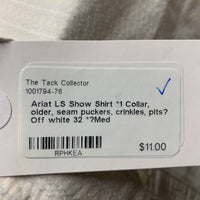 The Tack Collector
1001794-76
Ariat LS Show Shirt *1 Collar,
older, seam puckers, crinkles, pits?
Off white 32 *?Med
RPHKEA
$11.00